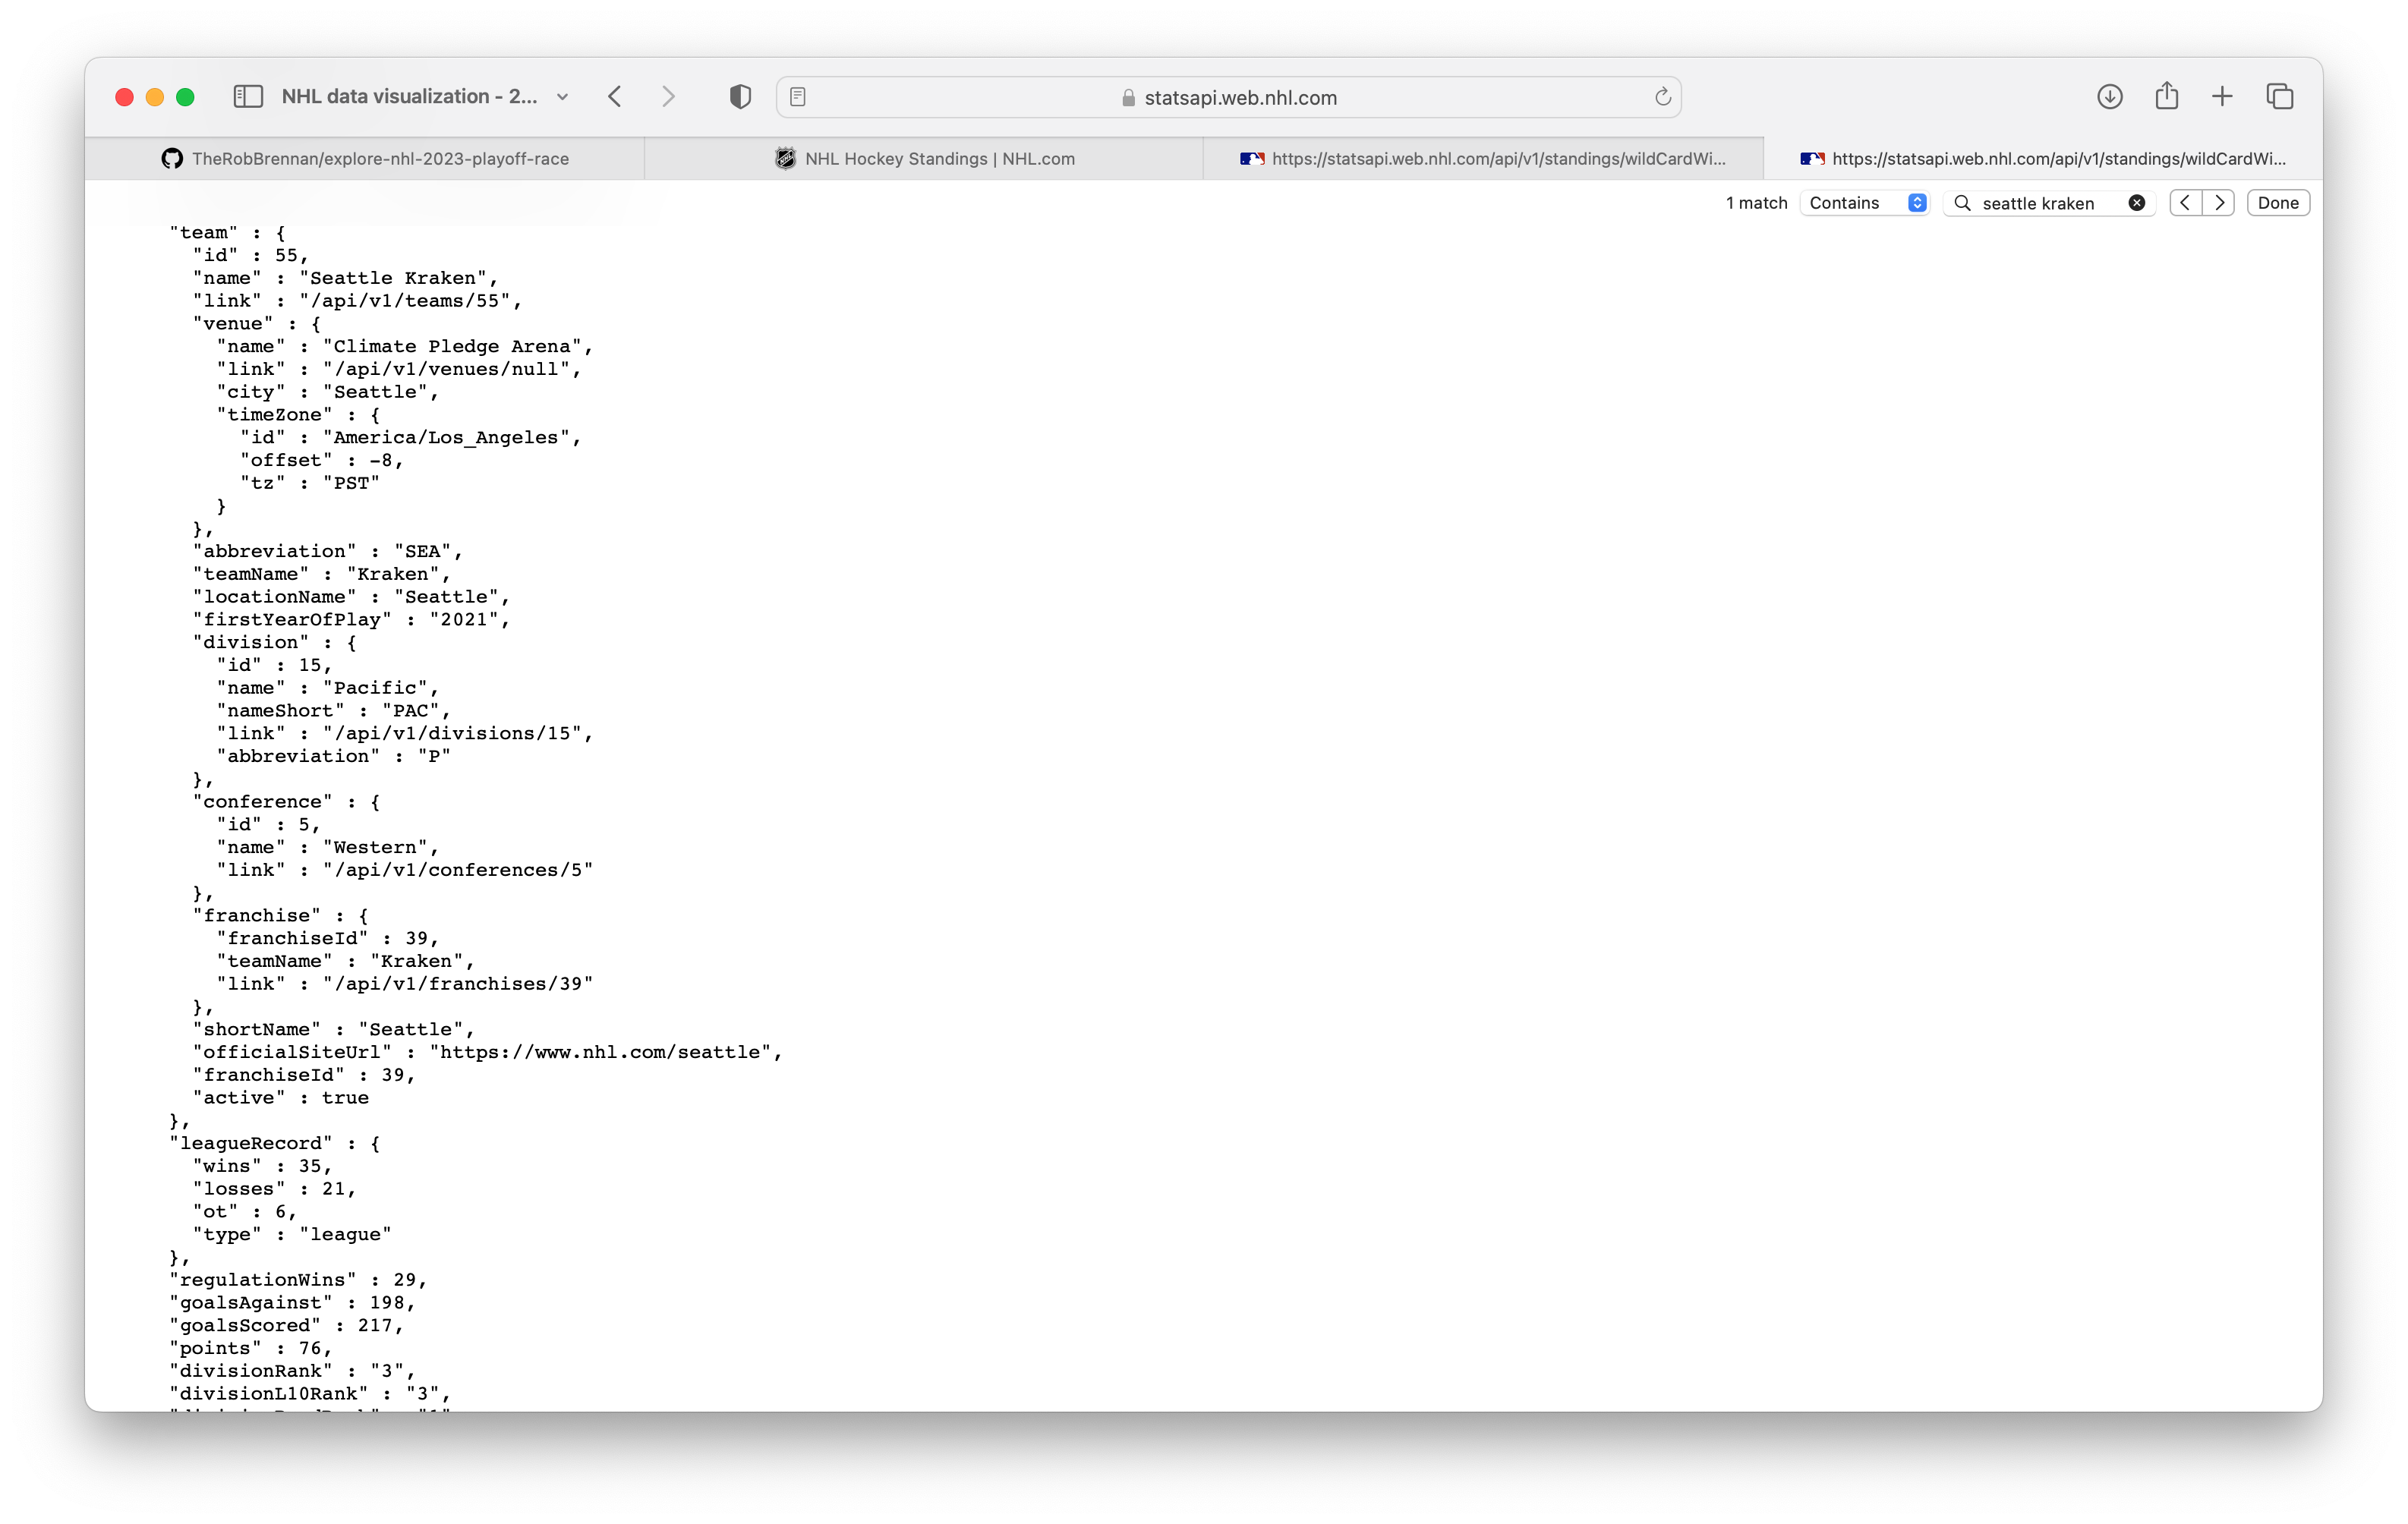 NHL data visualization - 2...
statsapi.web.nhl.com
TheRobBrennan/explore-nhl-2023-playoff-race
NHL Hockey Standings | NHL.com
https://statsapi.web.nhl.com/api/v1/standings/wildCardWi...
https://statsapi.web.nhl.com/api/v1/standings/wildCardWi...
1 match
Contains
seattle kraken
Done
"team" : {
"id" : 55,
"name" : "Seattle Kraken",
"link" : "/api/v1/teams/55",
"venue" : {
"name" : "Climate Pledge Arena",
"link" : "/api/v1/venues/null",
"city" : "Seattle",
"timeZone" : {
"id" : "America/Los_Angeles",
"offset" : -8,
"tz" : "PST"
}
},
"abbreviation" : "SEA",
"teamName" : "Kraken",
"locationName" : "Seattle",
"firstYearOfPlay" : "2021",
"division" : {
"id" : 15,
"name" : "Pacific",
"nameShort" : "PAC",
"link" : "/api/v1/divisions/15",
"abbreviation" : "P"
},
"conference" : {
"id" : 5,
"name" : "Western",
"link" : "/api/v1/conferences/5"
},
"franchise" : {
"franchiseId" : 39,
"teamName" : "Kraken",
"link" : "/api/v1/franchises/39"
},
"shortName" : "Seattle",
"officialSiteUrl" : "https://www.nhl.com/seattle",
"franchiseId" : 39,
"active" : true
},
"leagueRecord" : {
"wins" : 35,
"losses" : 21,
"ot" : 6,
"type" : "league"
},
"regulationWins" : 29,
"goalsAgainst" : 198,
"goalsScored" : 217,
"points" : 76,
"divisionRank" : "3",
"divisionL10Rank" : "3",